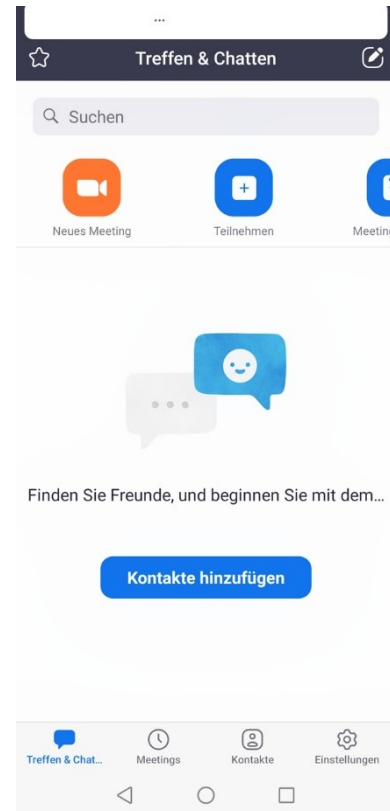 ...
Treffen & Chatten
Suchen
Neues Meeting
Teilnehmen
Finden Sie Freunde, und beginnen Sie mit dem...
Kontakte hinzufügen
Treffen & Chat...
Meetings
Kontakte
Einstellungen